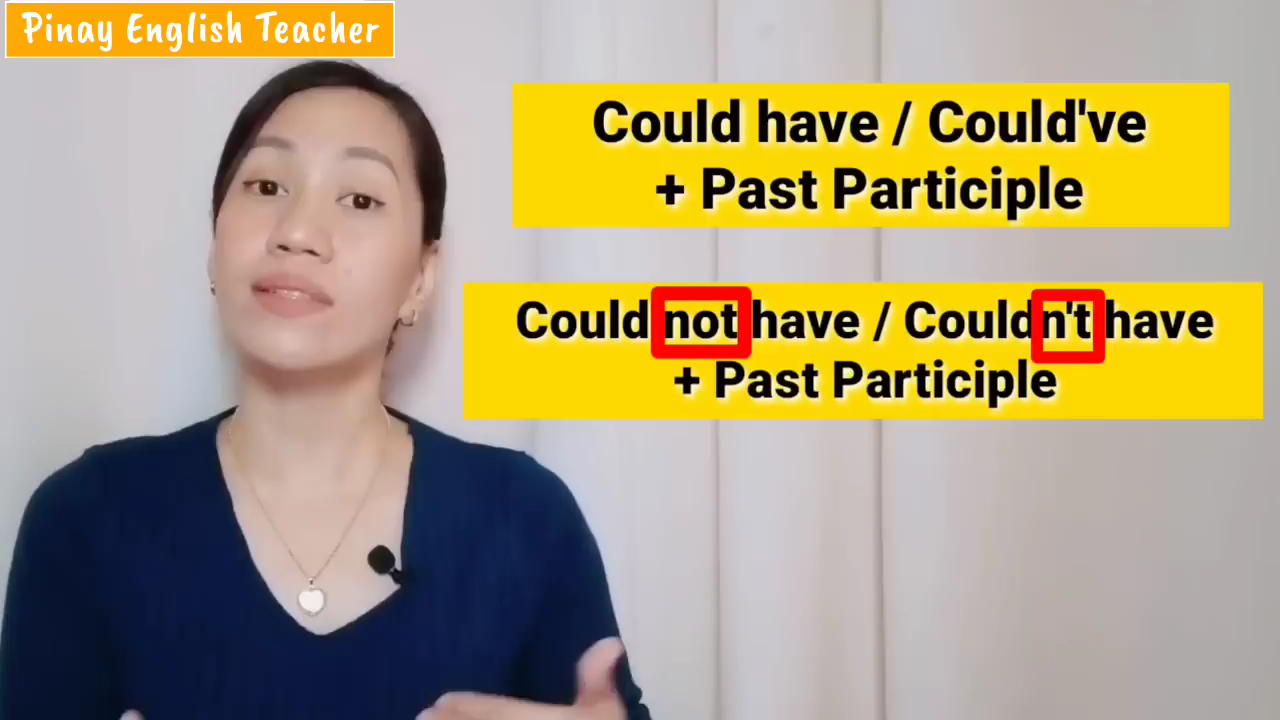 Pinay English Teacher
Could have / Could've
+ Past Participle
Could not have / Couldn't have
+ Past Participle